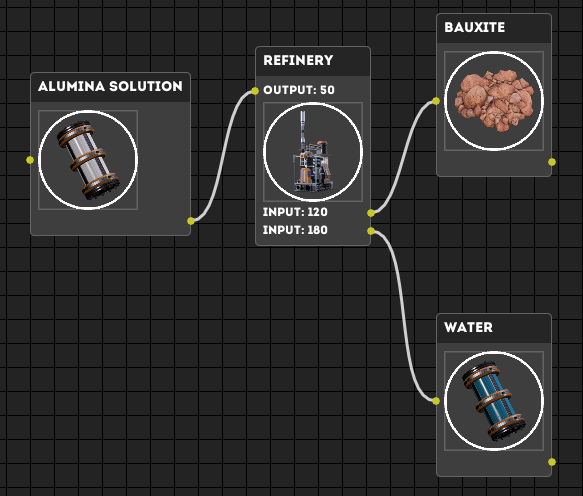 ALUMINA SOLUTION
REFINERY
OUTPUT: 50
INPUT: 120
INPUT: 180
BAUXITE
WATER